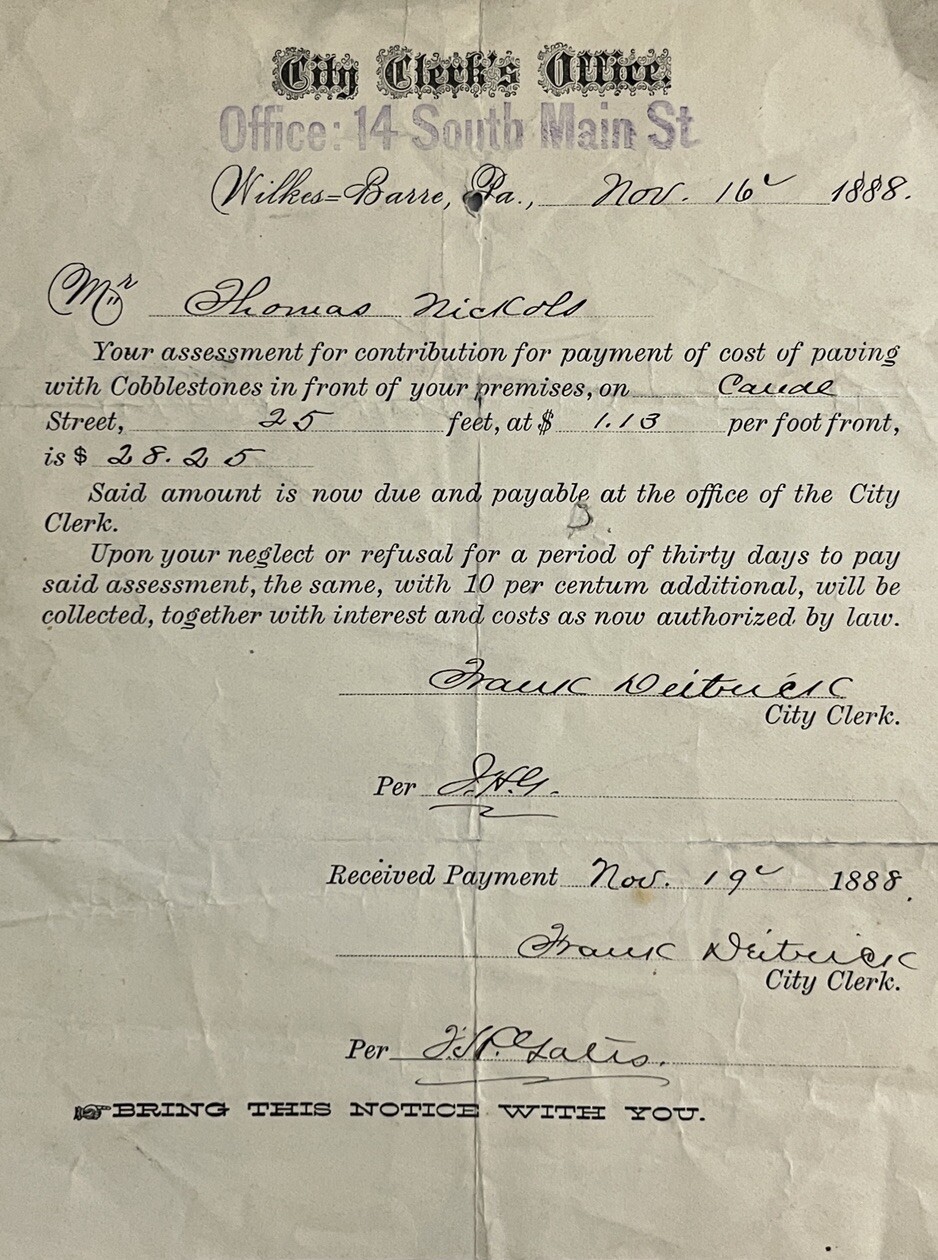 City Clerk's Office.
Office: 14 South Main St
Wilkes=Barre, Pa., Nov. 16 1888.
Mr Thomas Nickols
Your assessment for contribution for payment of cost of paving
with Cobblestones in front of your premises, on
Street, 25 feet, at $ 1.13 per foot front,
is $ 28.25
Said amount is now due and payable at the office of the City
Clerk.
Upon your neglect or refusal for a period of thirty days to pay
said assessment, the same, with 10 per centum additional, will be
collected, together with interest and costs as now authorized by law.
Frank Deitrick
City Clerk.
Per J.H.G.
Received Payment Nov. 19 1888.
Frank Deitrick
City Clerk.
Per
BRING THIS NOTICE WITH YOU.